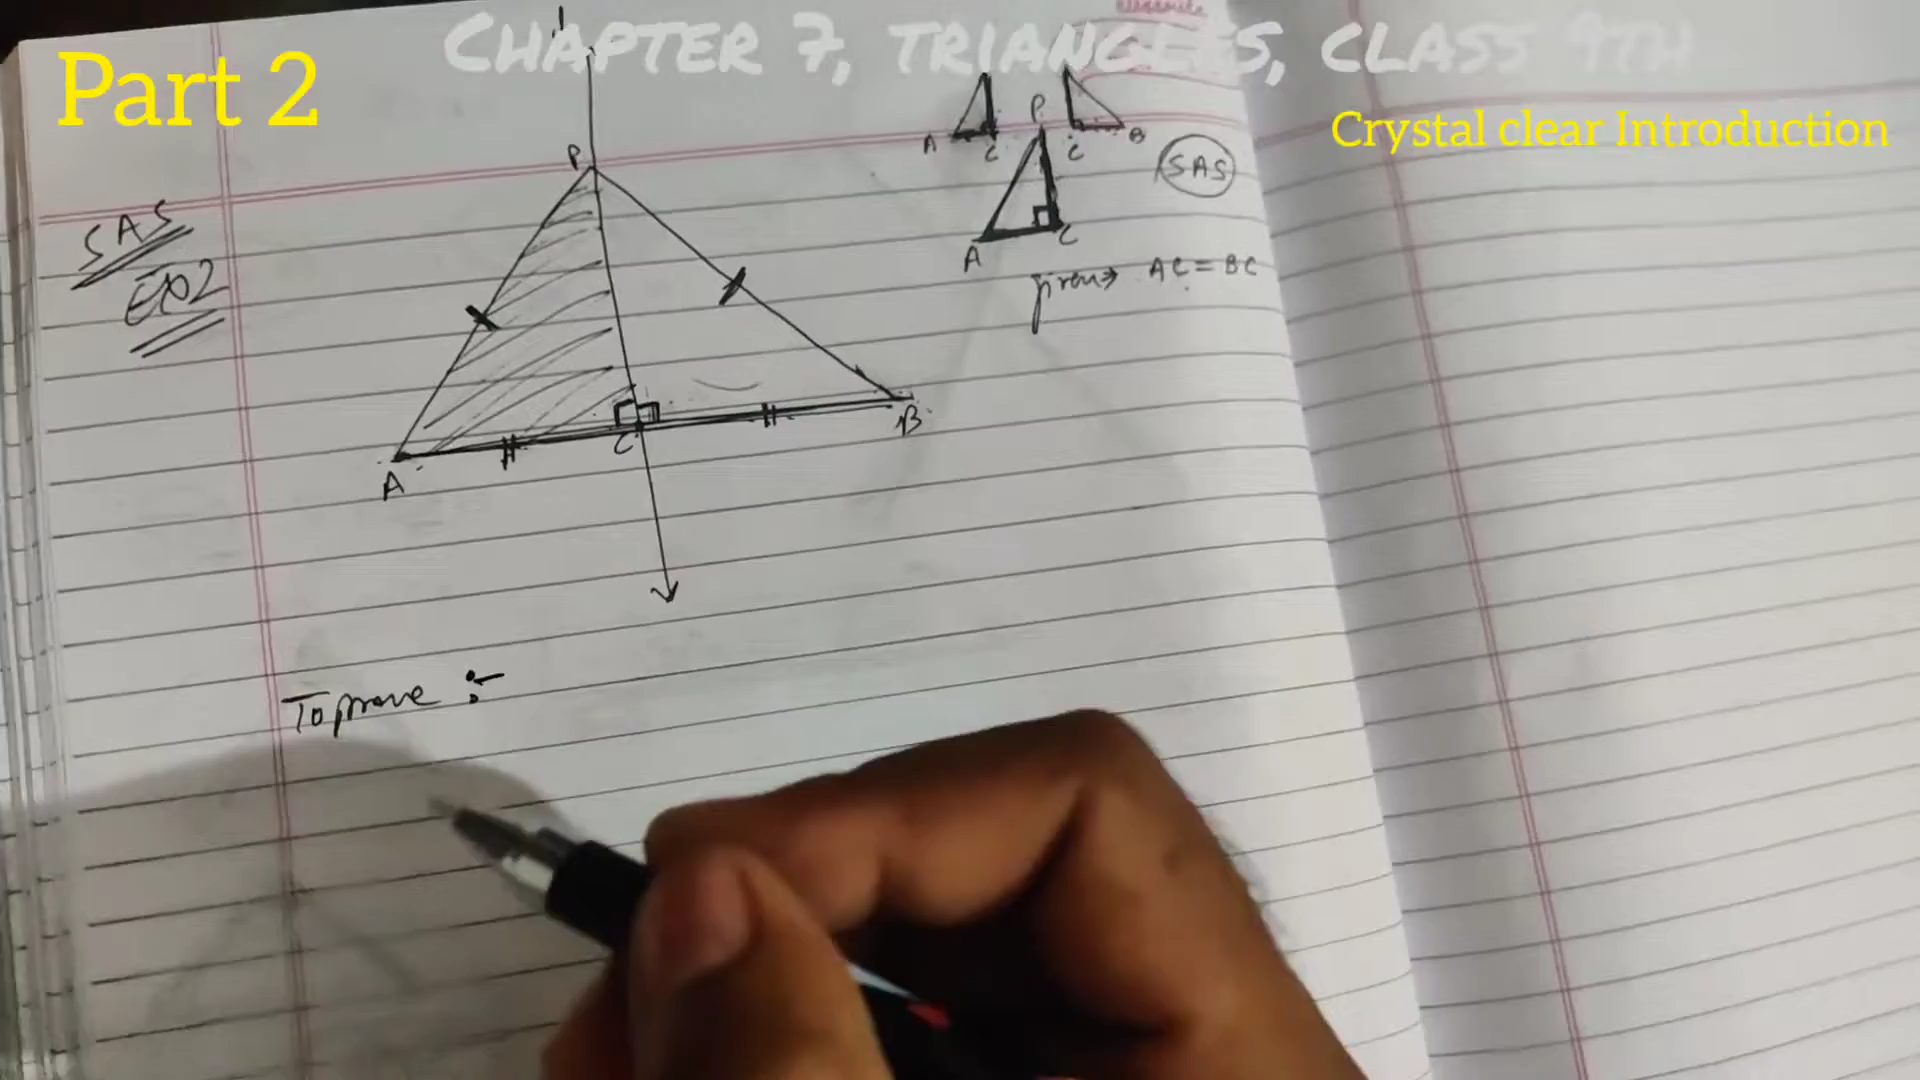 Part 2
CHAPTER 7, TRIANGLES, CLASS 9TH
Crystal clear Introduction
SAS
EX2
P
A
C
B
A
C
C
B
P
A
C
SAS
given⇒ AC = BC
To prove :-